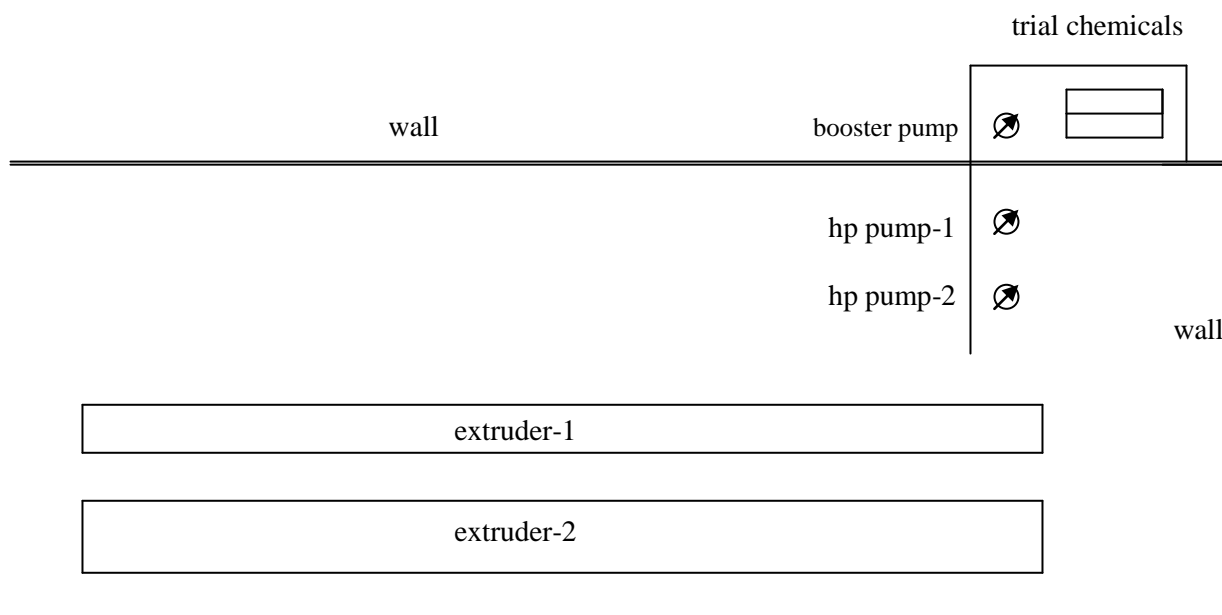 trial chemicals
wall
booster pump
hp pump-1
hp pump-2
wall
extruder-1
extruder-2